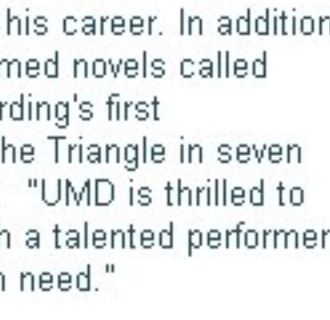 his career. In addition
med novels called
rding's first
he Triangle in seven
"UMD is thrilled to
h a talented performer
n need."